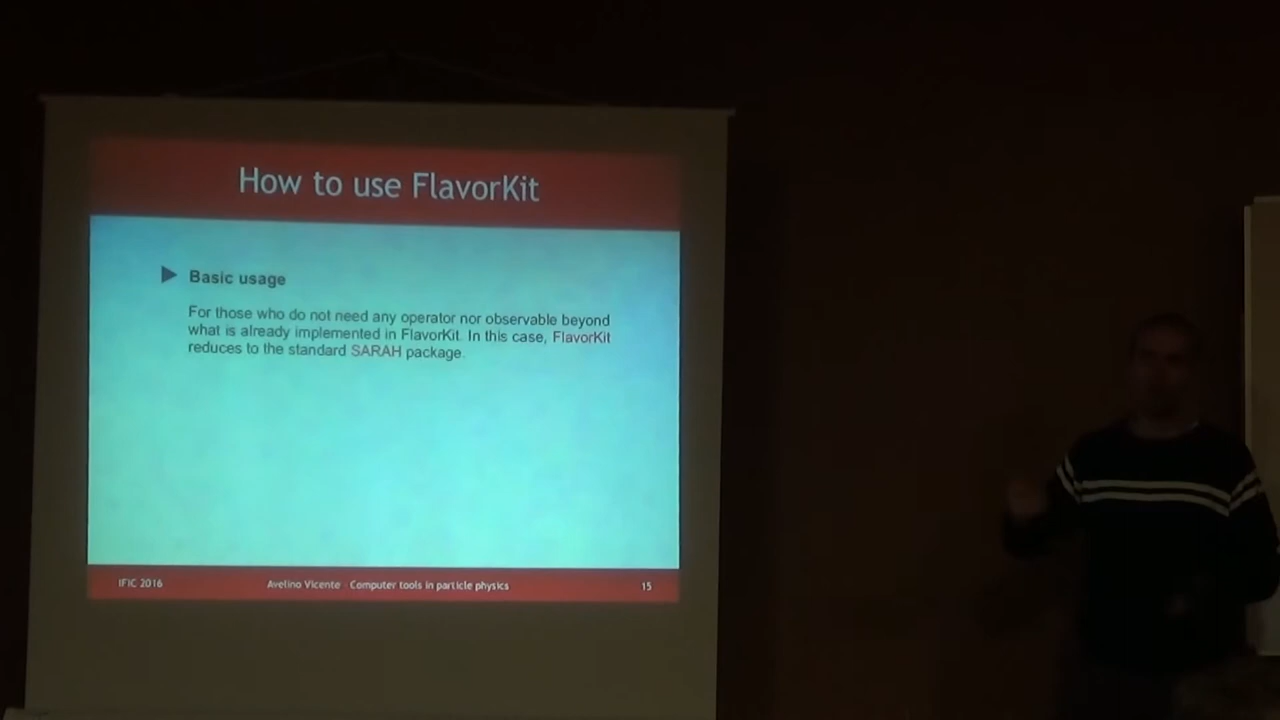 How to use FlavorKit
Basic usage
For those who do not need any operator nor observable beyond
what is already implemented in FlavorKit. In this case, FlavorKit
reduces to the standard SARAH package.
IFIC 2016
Avelino Vicente - Computer tools in particle physics
15